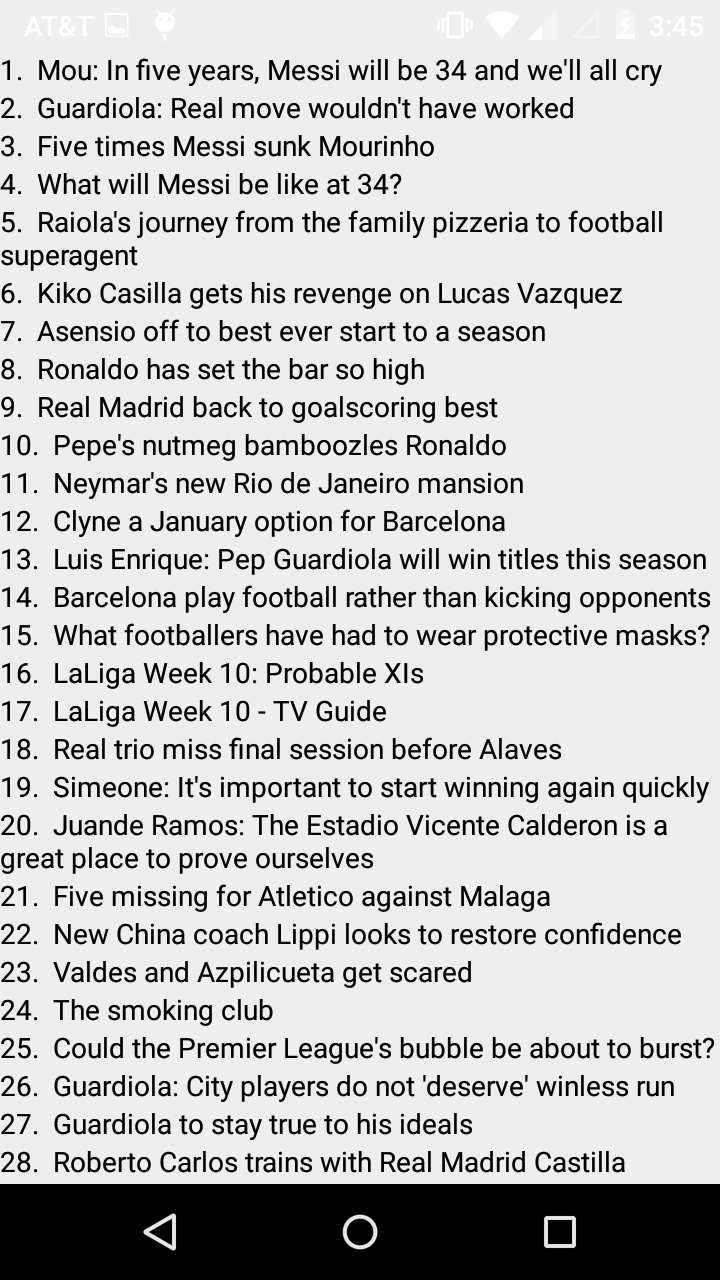 AT&T 3:45
1. Mou: In five years, Messi will be 34 and we'll all cry
2. Guardiola: Real move wouldn't have worked
3. Five times Messi sunk Mourinho
4. What will Messi be like at 34?
5. Raiola's journey from the family pizzeria to football
superagent
6. Kiko Casilla gets his revenge on Lucas Vazquez
7. Asensio off to best ever start to a season
8. Ronaldo has set the bar so high
9. Real Madrid back to goalscoring best
10. Pepe's nutmeg bamboozles Ronaldo
11. Neymar's new Rio de Janeiro mansion
12. Clyne a January option for Barcelona
13. Luis Enrique: Pep Guardiola will win titles this season
14. Barcelona play football rather than kicking opponents
15. What footballers have had to wear protective masks?
16. LaLiga Week 10: Probable XIs
17. LaLiga Week 10 - TV Guide
18. Real trio miss final session before Alaves
19. Simeone: It's important to start winning again quickly
20. Juande Ramos: The Estadio Vicente Calderon is a
great place to prove ourselves
21. Five missing for Atletico against Malaga
22. New China coach Lippi looks to restore confidence
23. Valdes and Azpilicueta get scared
24. The smoking club
25. Could the Premier League's bubble be about to burst?
26. Guardiola: City players do not 'deserve' winless run
27. Guardiola to stay true to his ideals
28. Roberto Carlos trains with Real Madrid Castilla